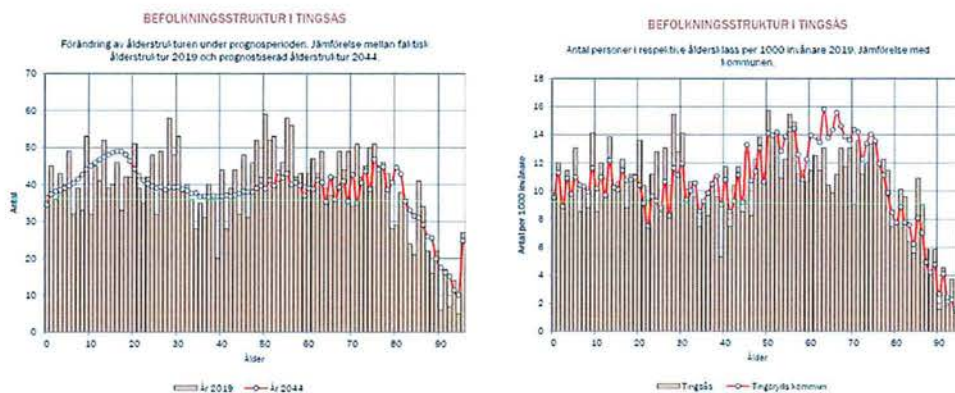 BEFOLKNINGSSTRUKTUR I TINGSÅS
Förändring av ålderstrukturen under prognosperioden. Jämförelse mellan faktisk
ålderstruktur 2019 och prognostiserad ålderstruktur 2044.
70
60
50
40
30
20
10
0
Antal
0 10 20 30 40 50 60 70 80 90
Ålder
År 2019 År 2044
BEFOLKNINGSSTRUKTUR I TINGSÅS
Antal personer i respektive åldersklass per 1000 invånare 2019. Jämförelse med
kommunen.
18
16
14
12
10
8
6
4
2
0
Antal per 1000 invånare
0 10 20 30 40 50 60 70 80 90
Ålder
Tingsås Tingsryds kommun